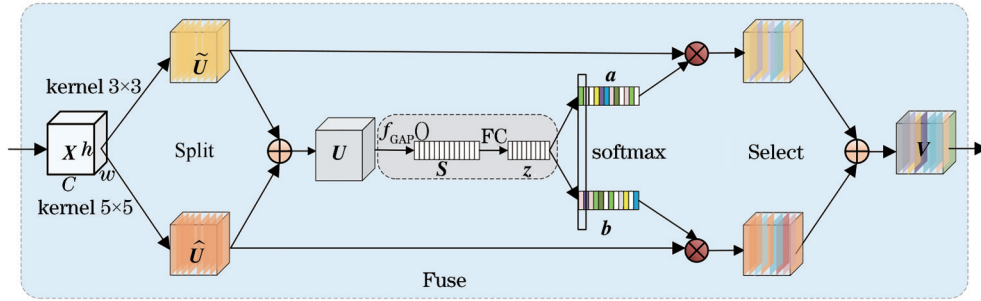 Ũ
kernel 3×3
a
X h
C w
Split
U
f_GAP()
S
FC
z
softmax
Select
V
kernel 5×5
Û
b
Fuse